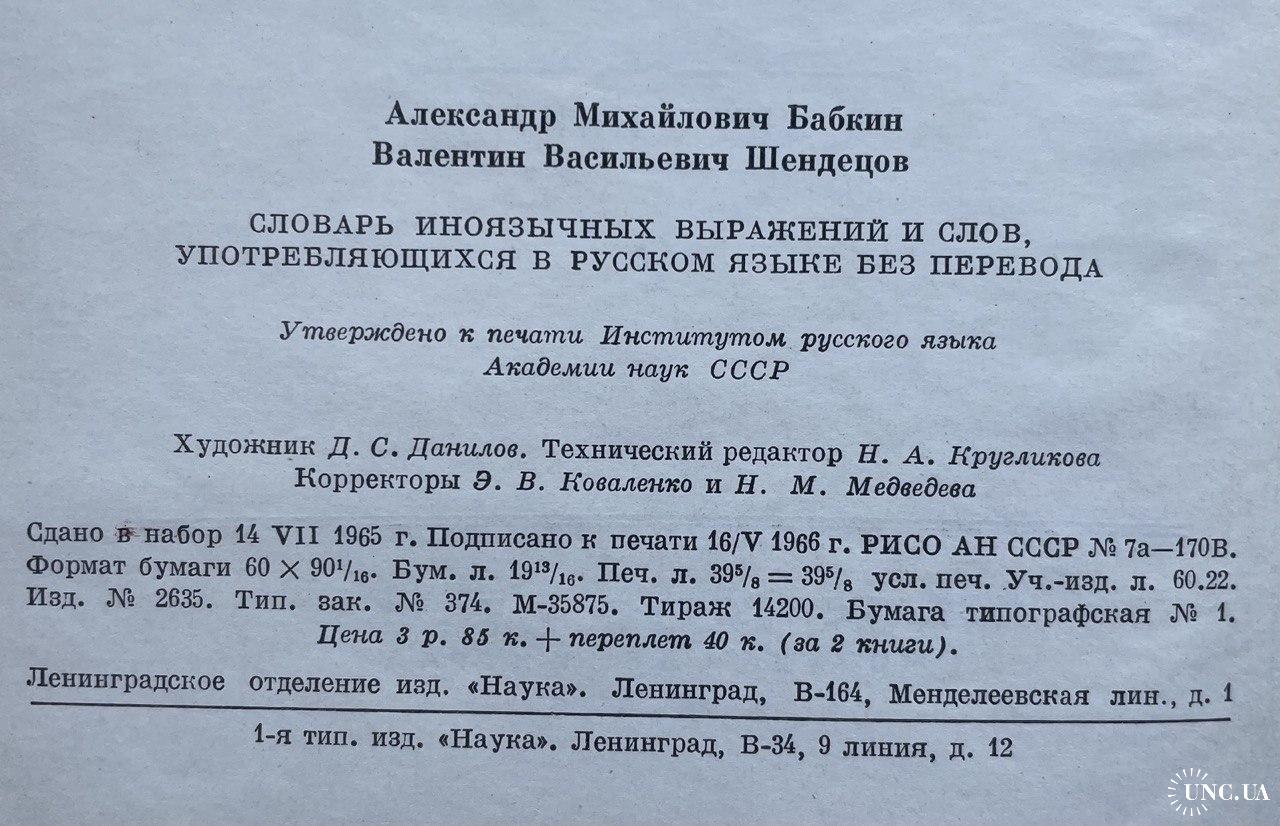 Александр Михайлович Бабкин
Валентин Васильевич Шендецов
СЛОВАРЬ ИНОЯЗЫЧНЫХ ВЫРАЖЕНИЙ И СЛОВ,
УПОТРЕБЛЯЮЩИХСЯ В РУССКОМ ЯЗЫКЕ БЕЗ ПЕРЕВОДА
Утверждено к печати Институтом русского языка
Академии наук СССР
Художник Д. С. Данилов. Технический редактор Н. А. Кругликова
Корректоры Э. В. Коваленко и Н. М. Медведева
Сдано в набор 14 VII 1965 г. Подписано к печати 16/V 1966 г. РИСО АН СССР № 7а—170В.
Формат бумаги 60 × 90¹/₁₆. Бум. л. 19¹³/₁₆. Печ. л. 39⁵/₈ = 39⁵/₈ усл. печ. Уч.-изд. л. 60.22.
Изд. № 2635. Тип. зак. № 374. М-35875. Тираж 14200. Бумага типографская № 1.
Цена 3 р. 85 к. + переплет 40 к. (за 2 книги).
Ленинградское отделение изд. «Наука». Ленинград, В-164, Менделеевская лин., д. 1
1-я тип. изд. «Наука». Ленинград, В-34, 9 линия, д. 12
UNC.UA